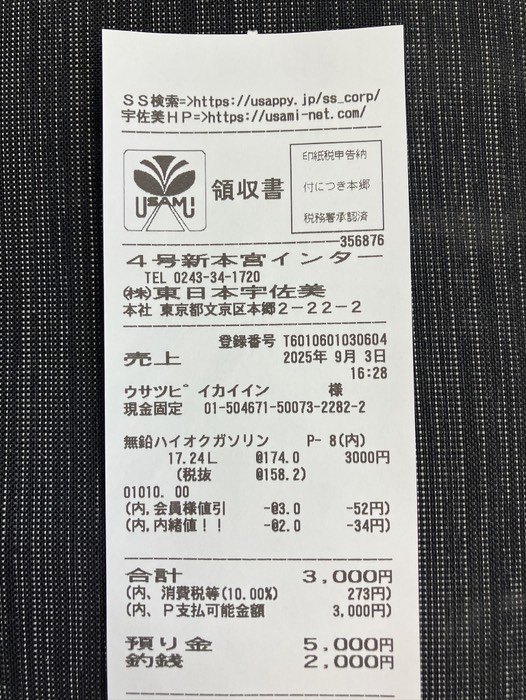 SS検索=>https://usappy.jp/ss_corp/
宇佐美HP=>https://usami-net.com/
USAMI
領収書
印紙税申告納
付につき本郷
税務署承認済
356876
4号新本宮インター
TEL 0243-34-1720
(株)東日本宇佐美
本社 東京都文京区本郷2-22-2
登録番号 T6010601030604
売上 2025年 9月 3日
16:28
ウサツピ゜イカイイン 様
現金固定 01-504671-50073-2282-2
無鉛ハイオクガソリン P- 8(内)
17.24L @174.0 3000円
(税抜 @158.2)
01010. 00
(内,会員様値引 -@3.0 -52円)
(内,内緒値!! -@2.0 -34円)
合計 3,000円
(内、消費税等(10.00%) 273円)
(内、P支払可能金額 3,000円)
預り金 5,000円
釣銭 2,000円